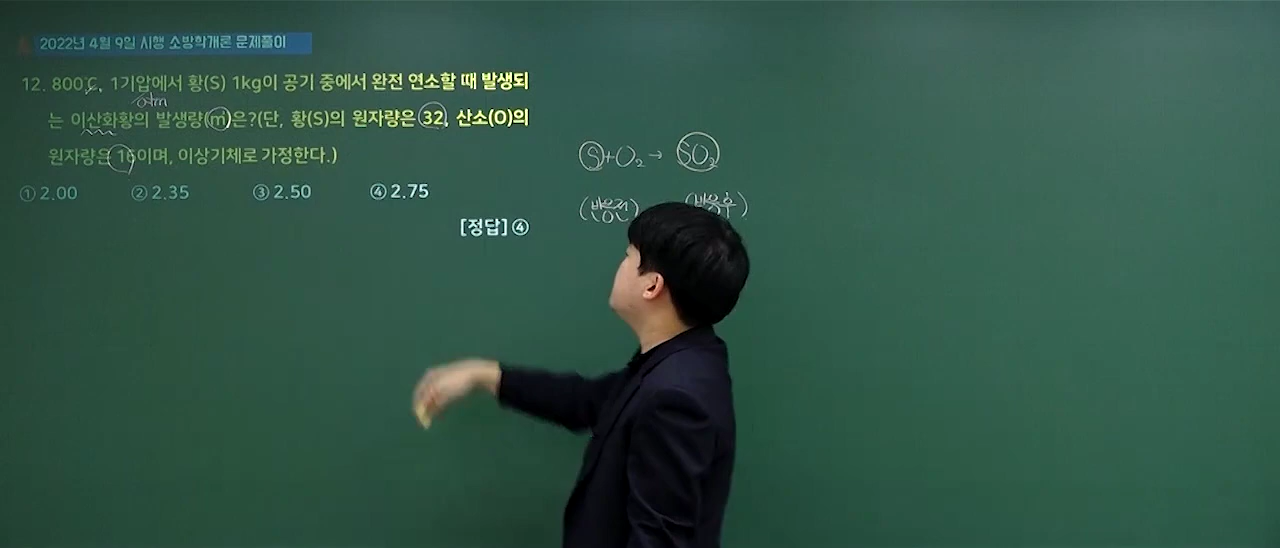 2022년 4월 9일 시행 소방학개론 문제풀이
12. 800℃, 1기압에서 황(S) 1kg이 공기 중에서 완전 연소할 때 발생되
atm
는 이산화황의 발생량(㎥)은?(단, 황(S)의 원자량은 32, 산소(O)의
원자량은 16이며, 이상기체로 가정한다.)
① 2.00 ② 2.35 ③ 2.50 ④ 2.75
[정답] ④
S+O₂→ SO₂
(반응전) (반응후)